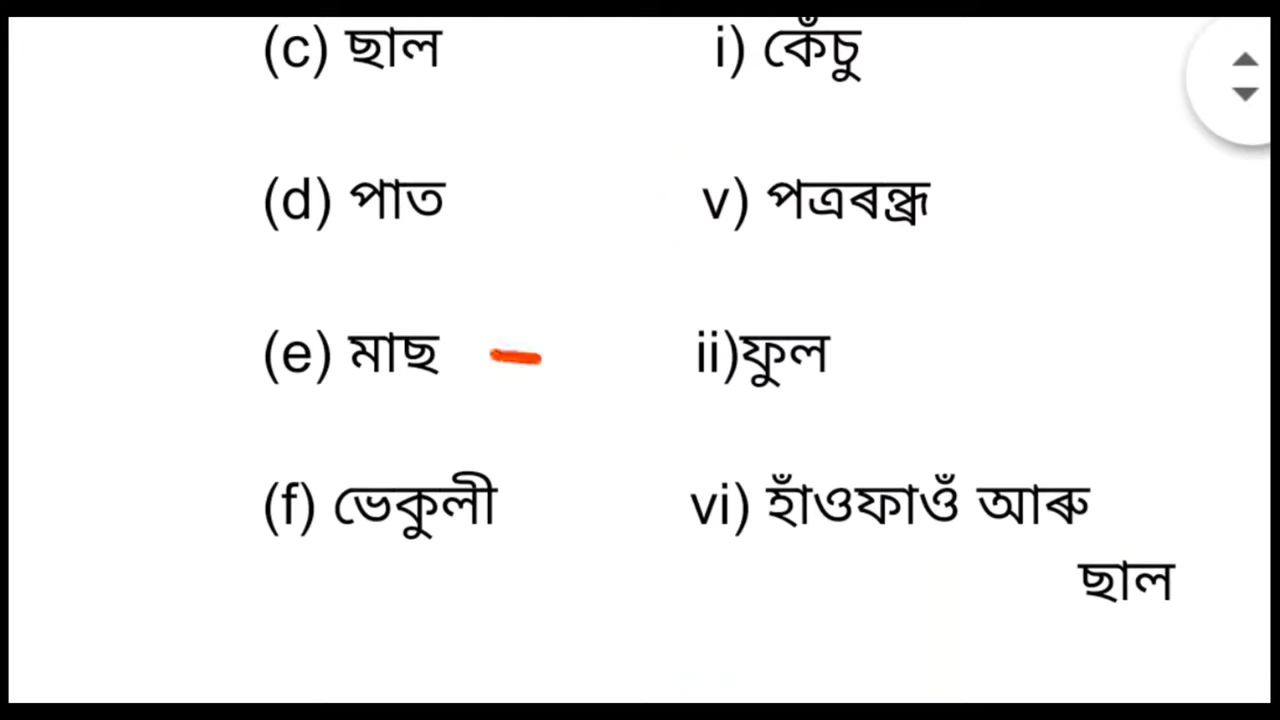 (c) ছাল i) কেঁচু
(d) পাত v) পত্ৰৰন্ধ্ৰ
(e) মাছ ii)ফুল
(f) ভেকুলী vi) হাঁওফাওঁ আৰু
ছাল